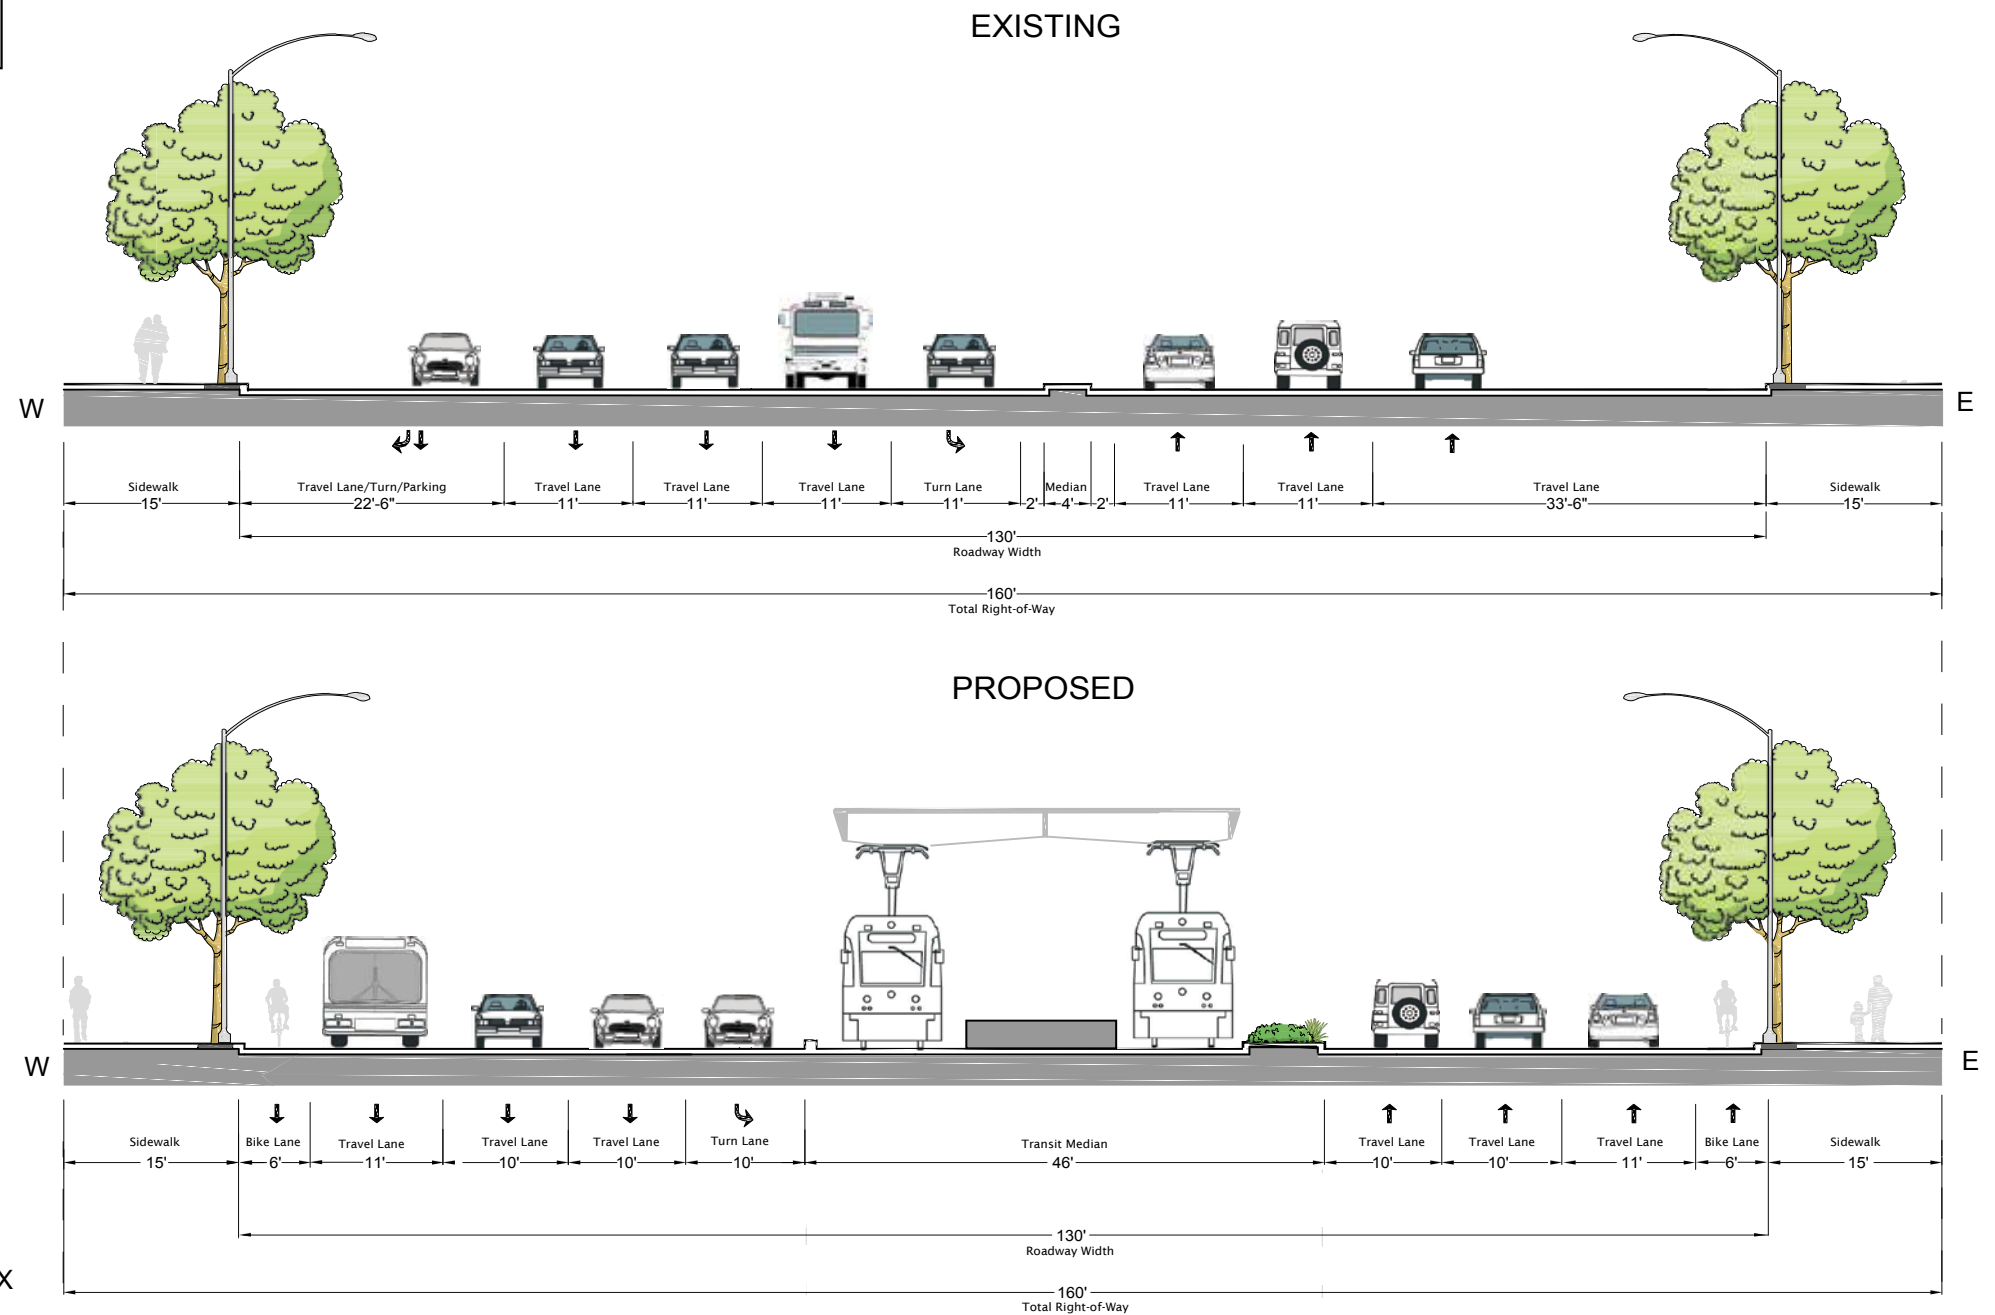 EXISTING
W
E
Sidewalk
15'
Travel Lane/Turn/Parking
22'-6"
Travel Lane
11'
Travel Lane
11'
Travel Lane
11'
Turn Lane
11'
2'
Median
4'
2'
Travel Lane
11'
Travel Lane
11'
Travel Lane
33'-6"
Sidewalk
15'
130'
Roadway Width
160'
Total Right-of-Way
PROPOSED
W
E
Sidewalk
15'
Bike Lane
6'
Travel Lane
11'
Travel Lane
10'
Travel Lane
10'
Turn Lane
10'
Transit Median
46'
Travel Lane
10'
Travel Lane
10'
Travel Lane
11'
Bike Lane
6'
Sidewalk
15'
130'
Roadway Width
X
160'
Total Right-of-Way